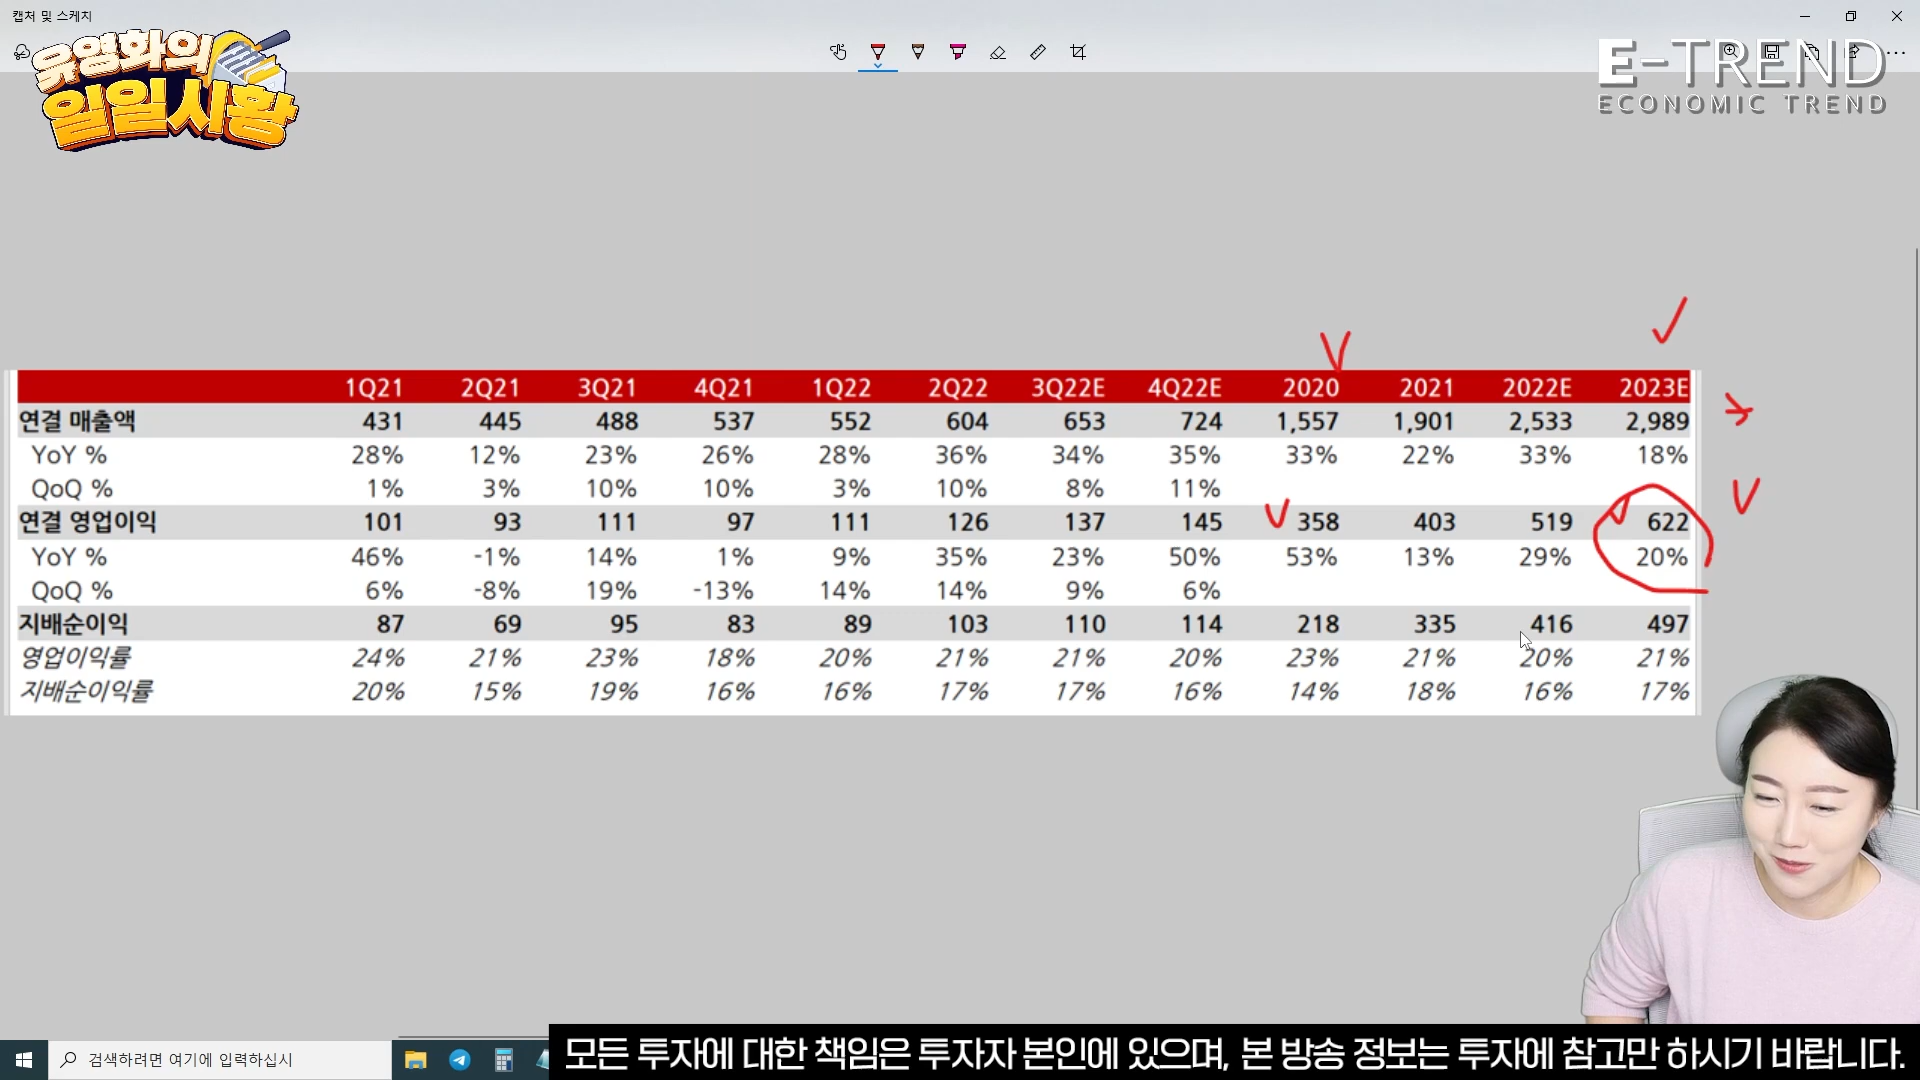 캡처 및 스케치
유영화의
일일시황
E-TREND
ECONOMIC TREND
1Q21 2Q21 3Q21 4Q21 1Q22 2Q22 3Q22E 4Q22E 2020 2021 2022E 2023E
연결 매출액 431 445 488 537 552 604 653 724 1,557 1,901 2,533 2,989
YoY % 28% 12% 23% 26% 28% 36% 34% 35% 33% 22% 33% 18%
QoQ % 1% 3% 10% 10% 3% 10% 8% 11%
연결 영업이익 101 93 111 97 111 126 137 145 358 403 519 622
YoY % 46% -1% 14% 1% 9% 35% 23% 50% 53% 13% 29% 20%
QoQ % 6% -8% 19% -13% 14% 14% 9% 6%
지배순이익 87 69 95 83 89 103 110 114 218 335 416 497
영업이익률 24% 21% 23% 18% 20% 21% 21% 20% 23% 21% 20% 21%
지배순이익률 20% 15% 19% 16% 16% 17% 17% 16% 14% 18% 16% 17%
검색하려면 여기에 입력하십시
모든 투자에 대한 책임은 투자자 본인에 있으며, 본 방송 정보는 투자에 참고만 하시기 바랍니다.